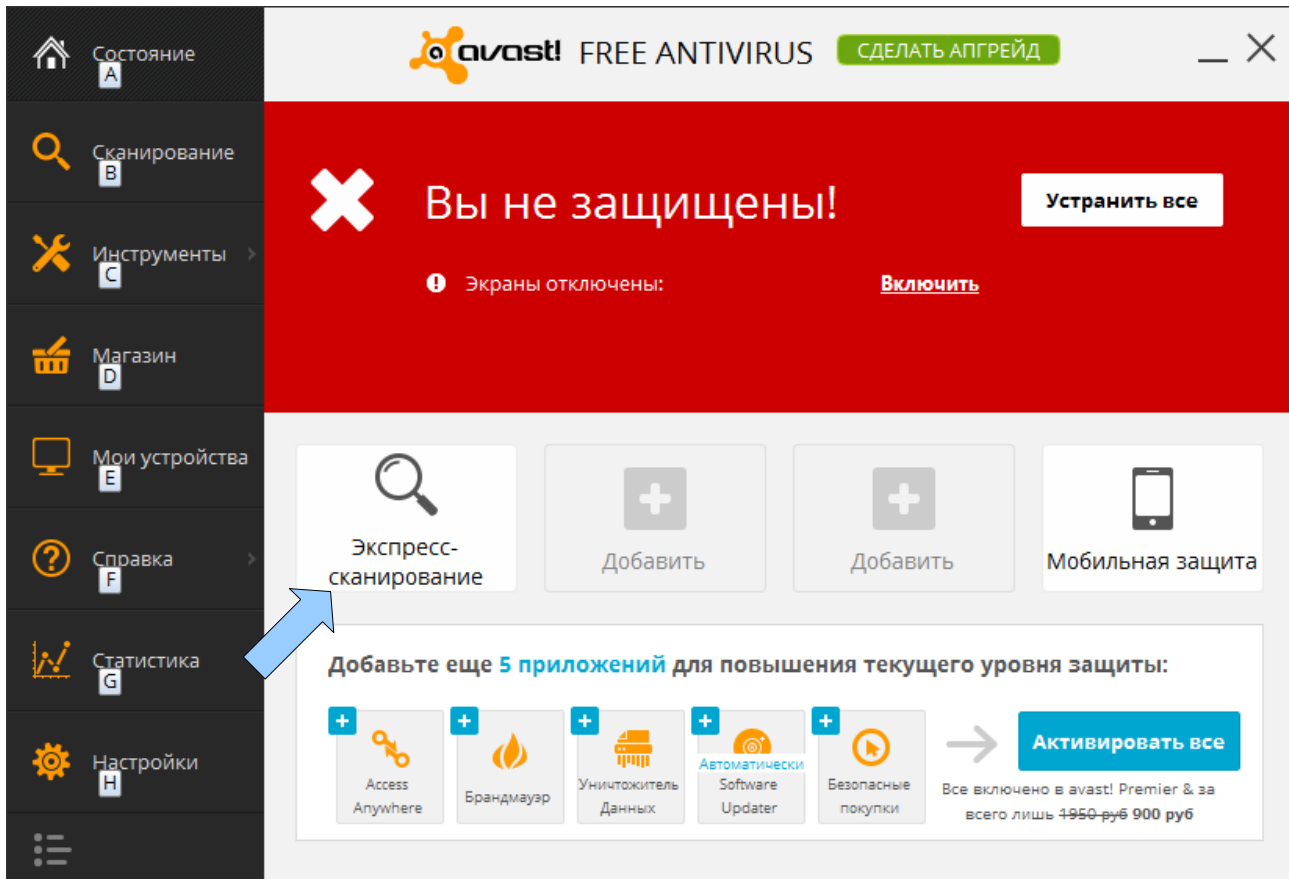 Состояние
A
Сканирование
B
Инструменты
C
Магазин
D
Мои устройства
E
Справка
F
Статистика
G
Настройки
H
a avast! FREE ANTIVIRUS СДЕЛАТЬ АПГРЕЙД
Вы не защищены!
Устранить все
Экраны отключены: Включить
Экспресс-
сканирование
Добавить
Добавить
Мобильная защита
Добавьте еще 5 приложений для повышения текущего уровня защиты:
Access
Anywhere
Брандмауэр
Уничтожитель
Данных
Автоматически
Software
Updater
Безопасные
покупки
Активировать все
Все включено в avast! Premier & за
всего лишь 1950 руб 900 руб